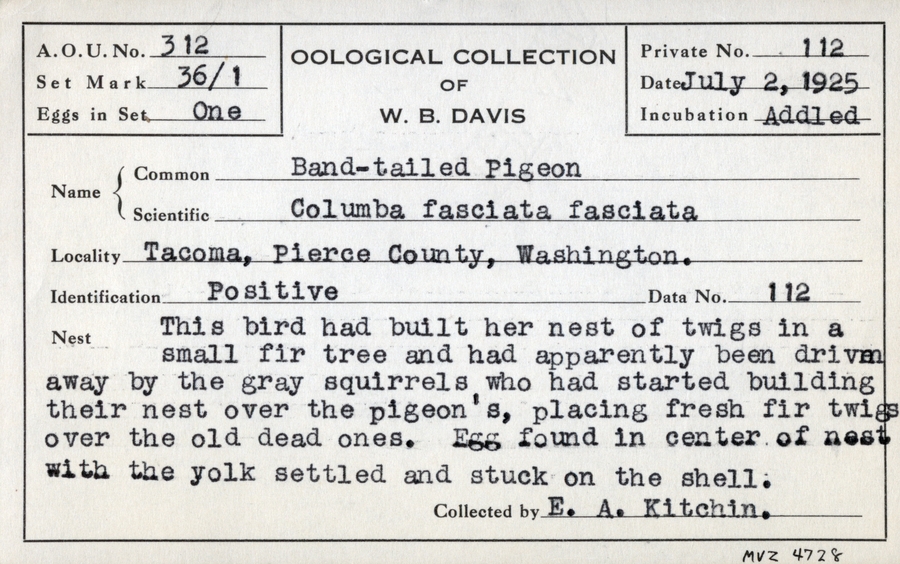 A.O.U. No. 312
Set Mark 36/1
Eggs in Set One
OOLOGICAL COLLECTION
OF
W. B. DAVIS
Private No. 112
Date July 2, 1925
Incubation Addled
Name
Common Band-tailed Pigeon
Scientific Columba fasciata fasciata
Locality Tacoma, Pierce County, Washington.
Identification Positive Data No. 112
Nest This bird had built her nest of twigs in a
small fir tree and had apparently been driven
away by the gray squirrels who had started building
their nest over the pigeon's, placing fresh fir twigs
over the old dead ones. Egg found in center of nest
with the yolk settled and stuck on the shell.
Collected by E. A. Kitchin.
MVZ 4728